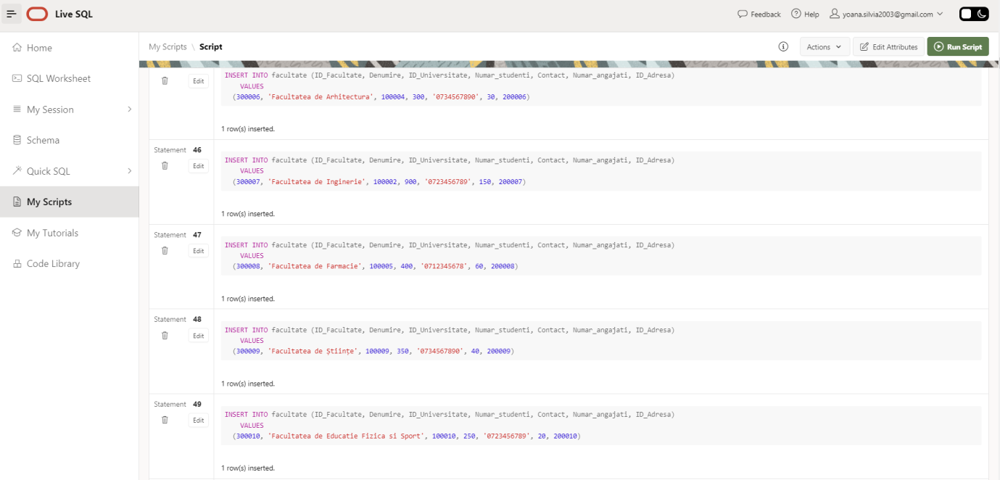 Live SQL
Feedback
Help
yoana.silvia2003@gmail.com
Home
SQL Worksheet
My Session
Schema
Quick SQL
My Scripts
My Tutorials
Code Library
My Scripts \ Script
Actions
Edit Attributes
Run Script
Edit
INSERT INTO facultate (ID_Facultate, Denumire, ID_Universitate, Numar_studenti, Contact, Numar_angajati, ID_Adresa)
VALUES
(300006, 'Facultatea de Arhitectura', 100004, 300, '0734567890', 30, 200006)
1 row(s) inserted.
Statement 46
Edit
INSERT INTO facultate (ID_Facultate, Denumire, ID_Universitate, Numar_studenti, Contact, Numar_angajati, ID_Adresa)
VALUES
(300007, 'Facultatea de Inginerie', 100002, 900, '0723456789', 150, 200007)
1 row(s) inserted.
Statement 47
Edit
INSERT INTO facultate (ID_Facultate, Denumire, ID_Universitate, Numar_studenti, Contact, Numar_angajati, ID_Adresa)
VALUES
(300008, 'Facultatea de Farmacie', 100005, 400, '0712345678', 60, 200008)
1 row(s) inserted.
Statement 48
Edit
INSERT INTO facultate (ID_Facultate, Denumire, ID_Universitate, Numar_studenti, Contact, Numar_angajati, ID_Adresa)
VALUES
(300009, 'Facultatea de Științe', 100009, 350, '0734567890', 40, 200009)
1 row(s) inserted.
Statement 49
Edit
INSERT INTO facultate (ID_Facultate, Denumire, ID_Universitate, Numar_studenti, Contact, Numar_angajati, ID_Adresa)
VALUES
(300010, 'Facultatea de Educatie Fizica si Sport', 100010, 250, '0723456789', 20, 200010)
1 row(s) inserted.